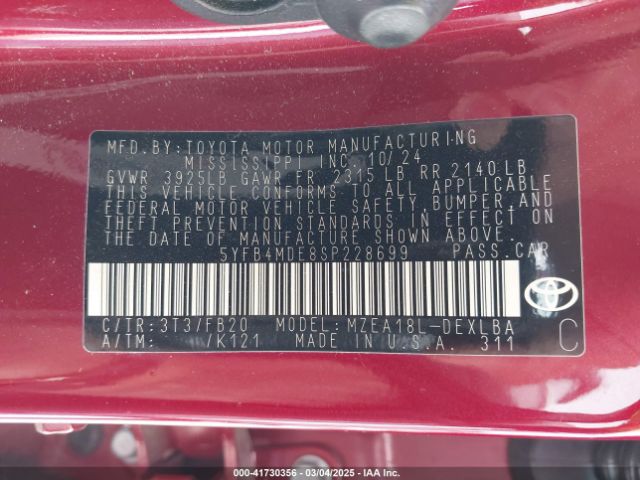 MFD. BY: TOYOTA MOTOR MANUFACTURING
MISSISSIPPI INC. 10/24
GVWR 3925LB GAWR FR 2315 LB RR 2140 LB
THIS VEHICLE CONFORMS TO ALL APPLICABLE
FEDERAL MOTOR VEHICLE SAFETY, BUMPER, AND
THEFT PREVENTION STANDARDS IN EFFECT ON
THE DATE OF MANUFACTURE SHOWN ABOVE.
5YFB4MDE8SP228699 PASS. CAR
C/TR: 3T3/FB20 MODEL: MZEA18L-DEXLBA
A/TM: /K121 MADE IN U.S.A. 311 C
000-41730356 — 03/04/2025 — IAA Inc.